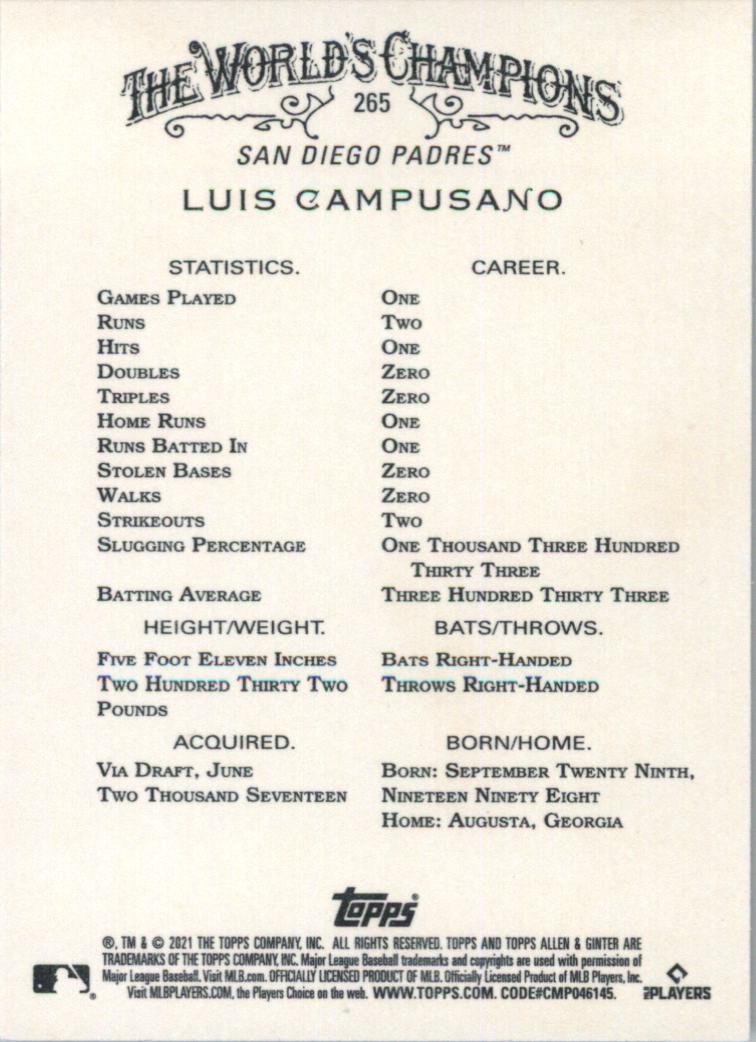 THE WORLD'S CHAMPIONS
265
SAN DIEGO PADRES™
LUIS CAMPUSANO
STATISTICS. CAREER.
GAMES PLAYED ONE
RUNS TWO
HITS ONE
DOUBLES ZERO
TRIPLES ZERO
HOME RUNS ONE
RUNS BATTED IN ONE
STOLEN BASES ZERO
WALKS ZERO
STRIKEOUTS TWO
SLUGGING PERCENTAGE ONE THOUSAND THREE HUNDRED
THIRTY THREE
BATTING AVERAGE THREE HUNDRED THIRTY THREE
HEIGHT/WEIGHT. BATS/THROWS.
FIVE FOOT ELEVEN INCHES BATS RIGHT-HANDED
TWO HUNDRED THIRTY TWO THROWS RIGHT-HANDED
POUNDS
ACQUIRED. BORN/HOME.
VIA DRAFT, JUNE BORN: SEPTEMBER TWENTY NINTH,
TWO THOUSAND SEVENTEEN NINETEEN NINETY EIGHT
HOME: AUGUSTA, GEORGIA
topps®
®, TM & © 2021 THE TOPPS COMPANY, INC. ALL RIGHTS RESERVED. TOPPS AND TOPPS ALLEN & GINTER ARE
TRADEMARKS OF THE TOPPS COMPANY, INC. Major League Baseball trademarks and copyrights are used with permission of
Major League Baseball. Visit MLB.com. OFFICIALLY LICENSED PRODUCT OF MLB. Officially Licensed Product of MLB Players, Inc.
Visit MLBPLAYERS.COM, the Players Choice on the web. WWW.TOPPS.COM. CODE#CMP046145.
MLB PLAYERS